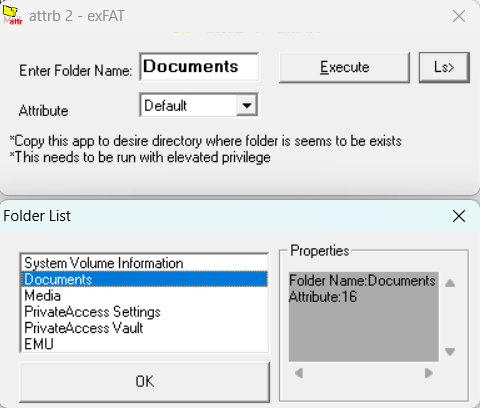 attr
attrb 2 - exFAT
Enter Folder Name: Documents Execute Ls>
Attribute Default
*Copy this app to desire directory where folder is seems to be exists
*This needs to be run with elevated privilege
Folder List
System Volume Information
Documents
Media
PrivateAccess Settings
PrivateAccess Vault
EMU
OK
Properties
Folder Name:Documents
Attribute:16